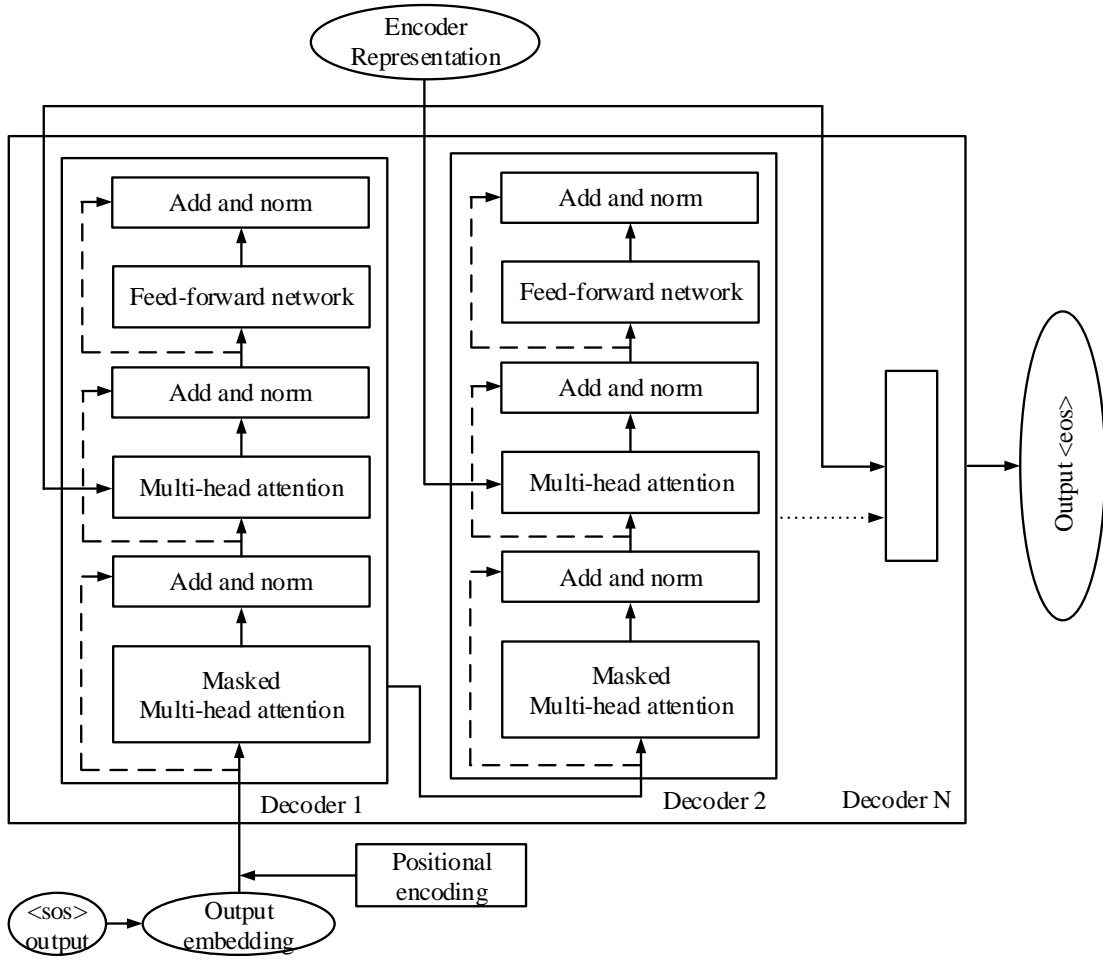 Encoder
Representation
Add and norm
Feed-forward network
Add and norm
Multi-head attention
Add and norm
Masked
Multi-head attention
Decoder 1
Add and norm
Feed-forward network
Add and norm
Multi-head attention
Add and norm
Masked
Multi-head attention
Decoder 2
Decoder N
Output <eos>
Positional
encoding
<sos>
output
Output
embedding